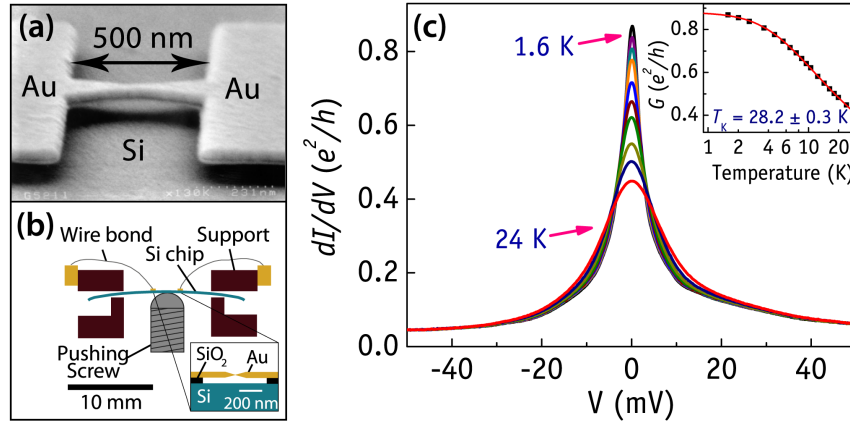 (a)
500 nm
Au
Au
Si
(b)
Wire bond
Support
Si chip
Pushing
Screw
10 mm
SiO₂
Au
Si
200 nm
(c)
1.6 K
24 K
dI/dV (e²/h)
0.8
0.6
0.4
0.2
0.0
-40
-20
0
20
40
V (mV)
G (e²/h)
0.8
0.6
0.4
T_K = 28.2 ± 0.3 K
1
2
4
6
8
10
20
Temperature (K)